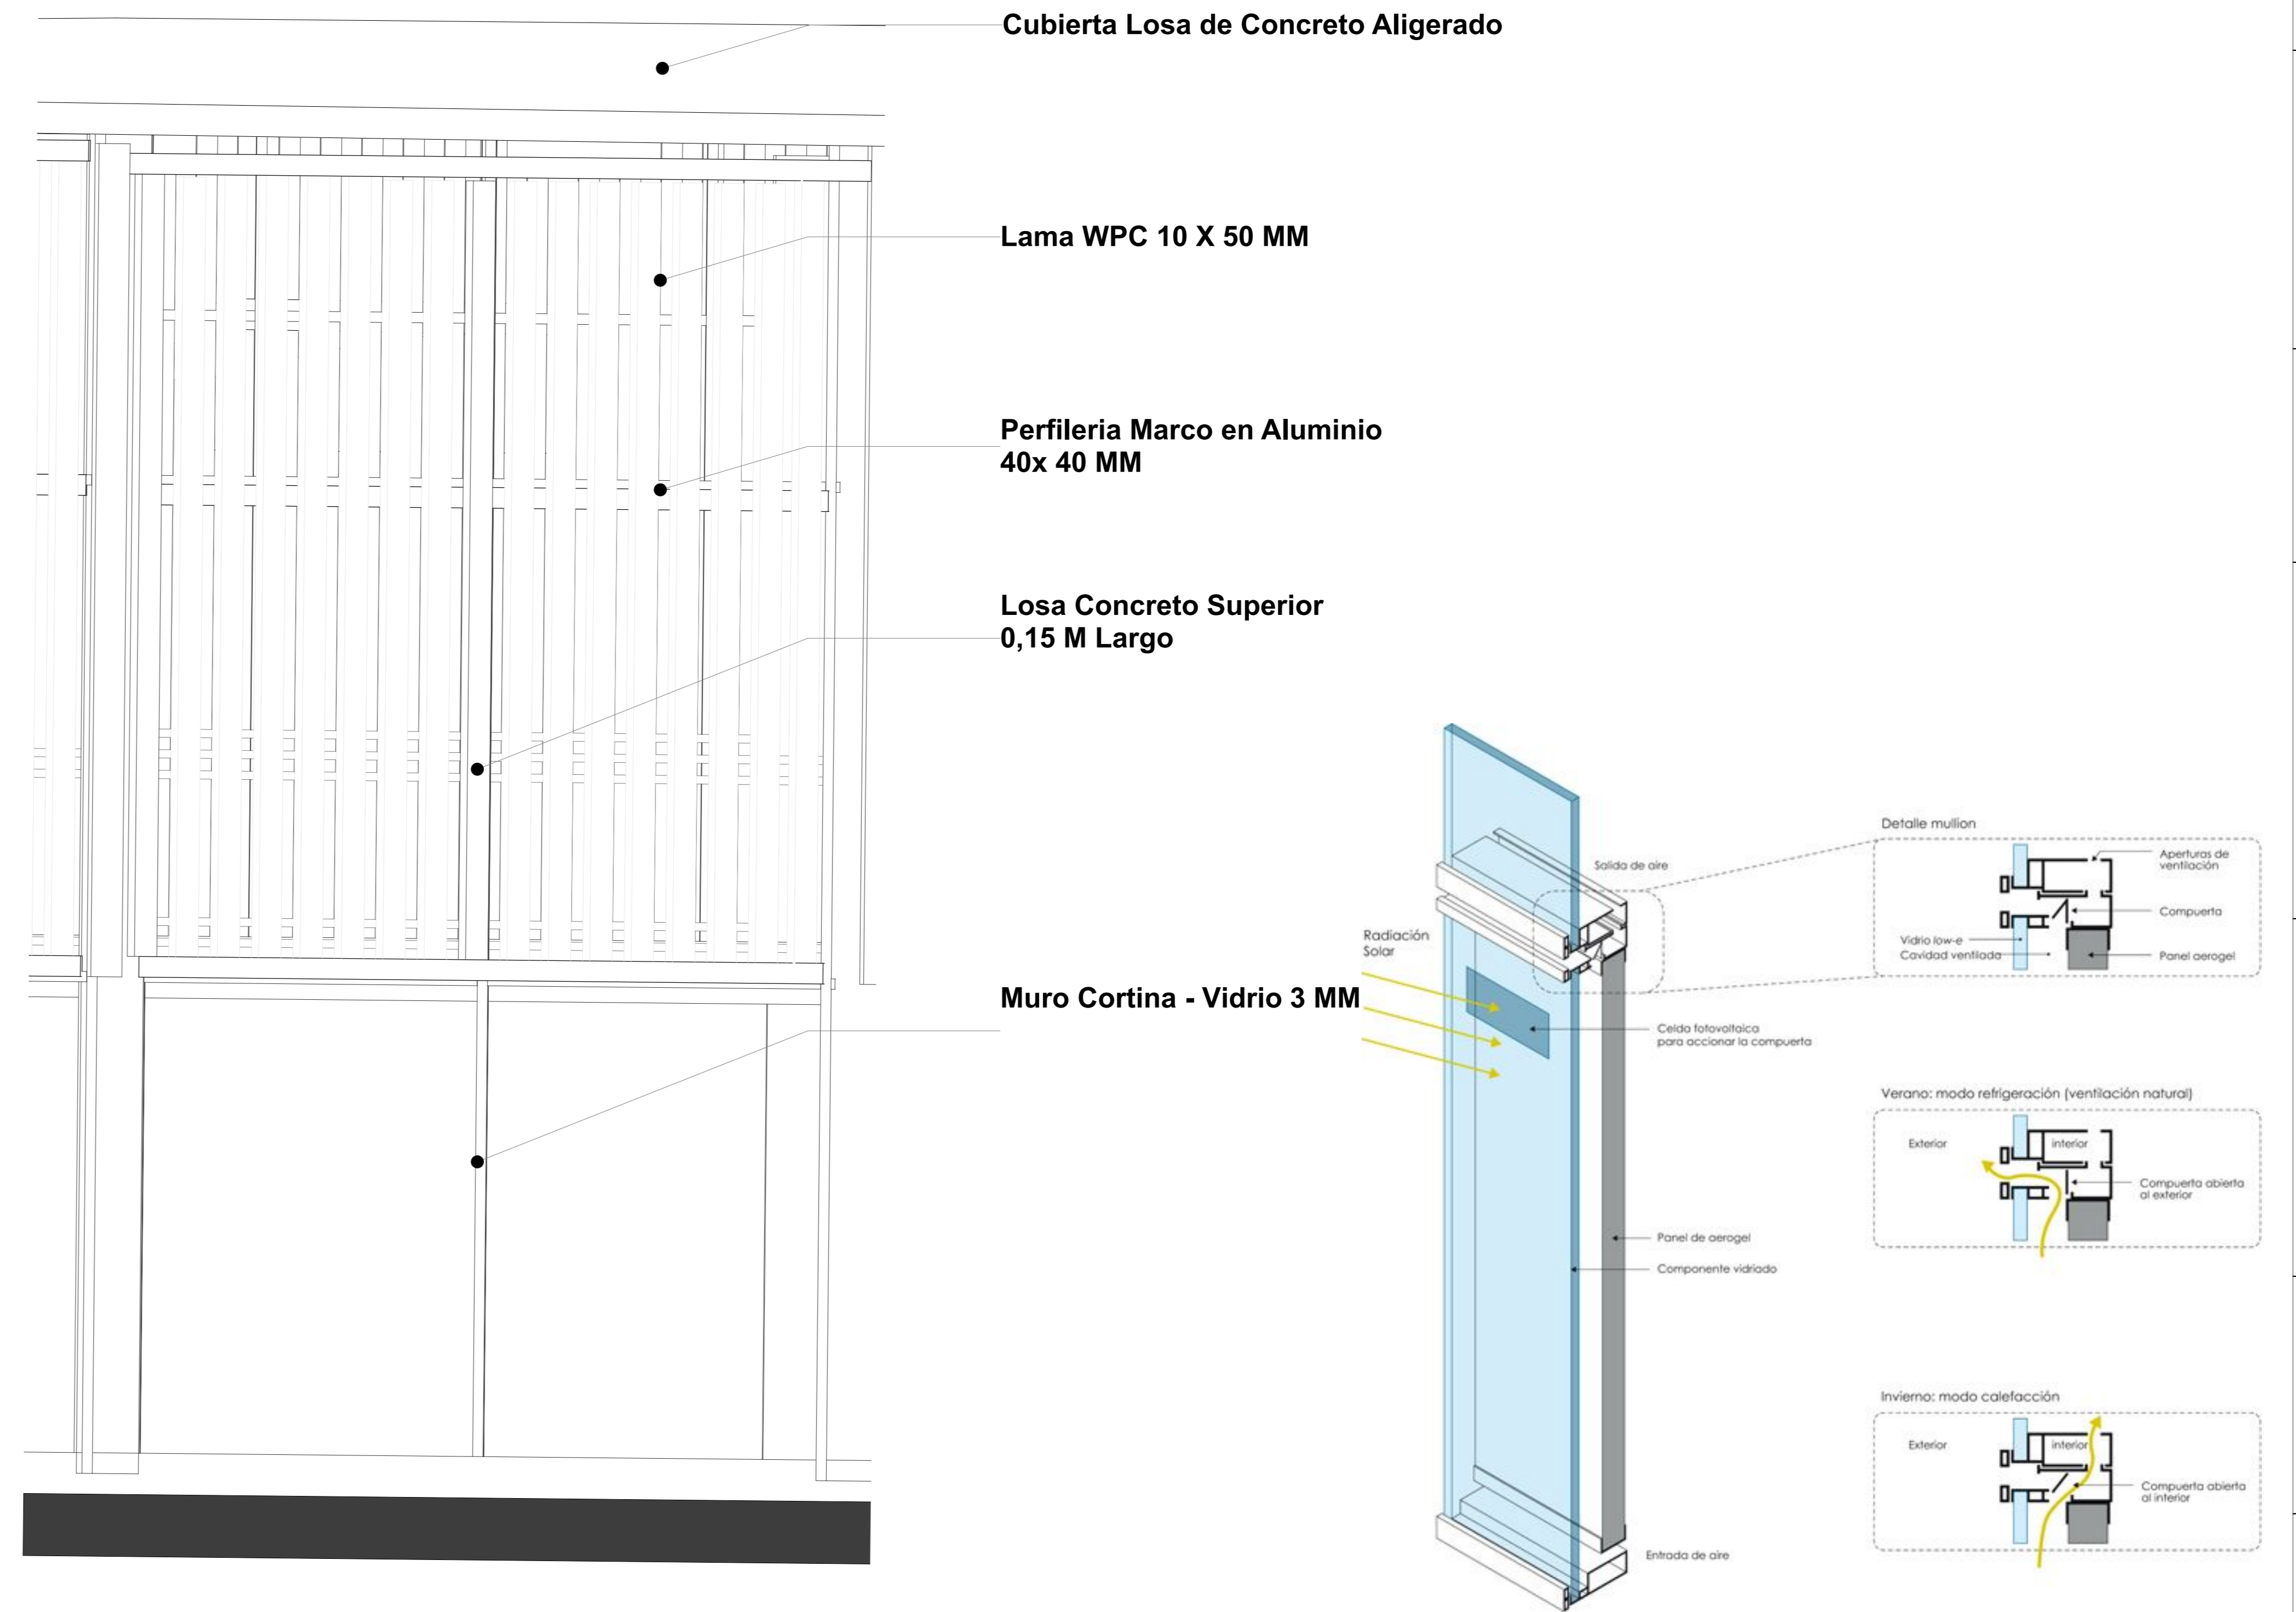 Cubierta Losa de Concreto Aligerado
Lama WPC 10 X 50 MM
Perfileria Marco en Aluminio
40x 40 MM
Losa Concreto Superior
0,15 M Largo
Muro Cortina - Vidrio 3 MM
Radiación
Solar
Salida de aire
Celda fotovoltaica
para accionar la compuerta
Panel de aerogel
Componente vidriado
Entrada de aire
Detalle mullion
Aperturas de
ventilación
Compuerta
Vidrio low-e
Cavidad ventilada
Panel aerogel
Verano: modo refrigeración (ventilación natural)
Exterior
interior
Compuerta abierta
al exterior
Invierno: modo calefacción
Exterior
interior
Compuerta abierta
al interior